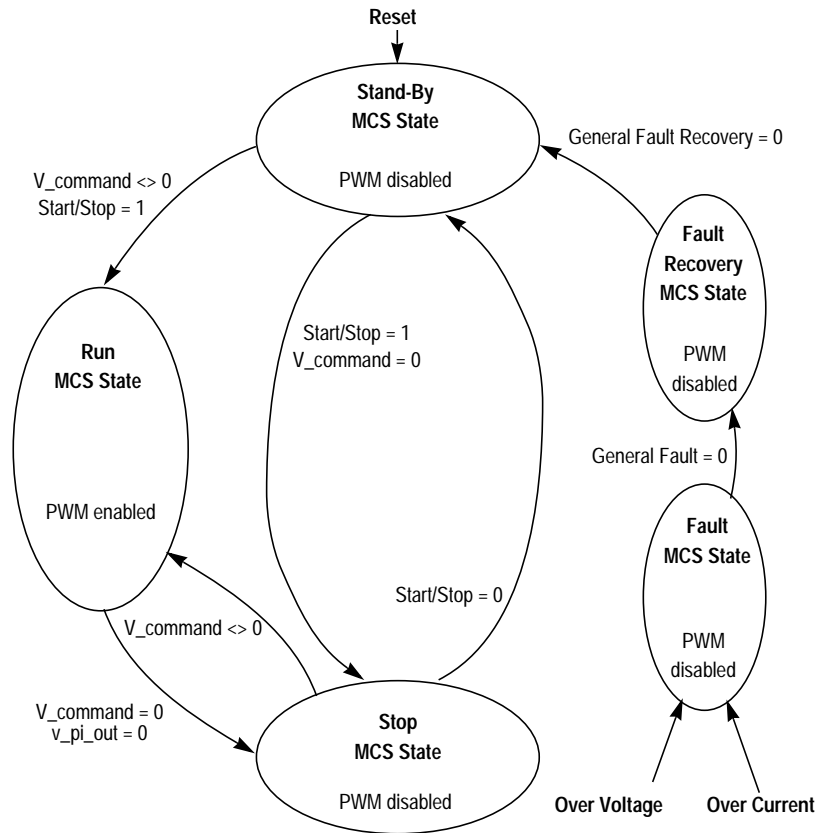 Reset
Stand-By
MCS State
PWM disabled
General Fault Recovery = 0
V_command <> 0
Start/Stop = 1
Fault
Recovery
MCS State
PWM
disabled
Start/Stop = 1
V_command = 0
Run
MCS State
PWM enabled
General Fault = 0
Fault
MCS State
PWM
disabled
Start/Stop = 0
V_command <> 0
V_command = 0
v_pi_out = 0
Stop
MCS State
PWM disabled
Over Voltage
Over Current